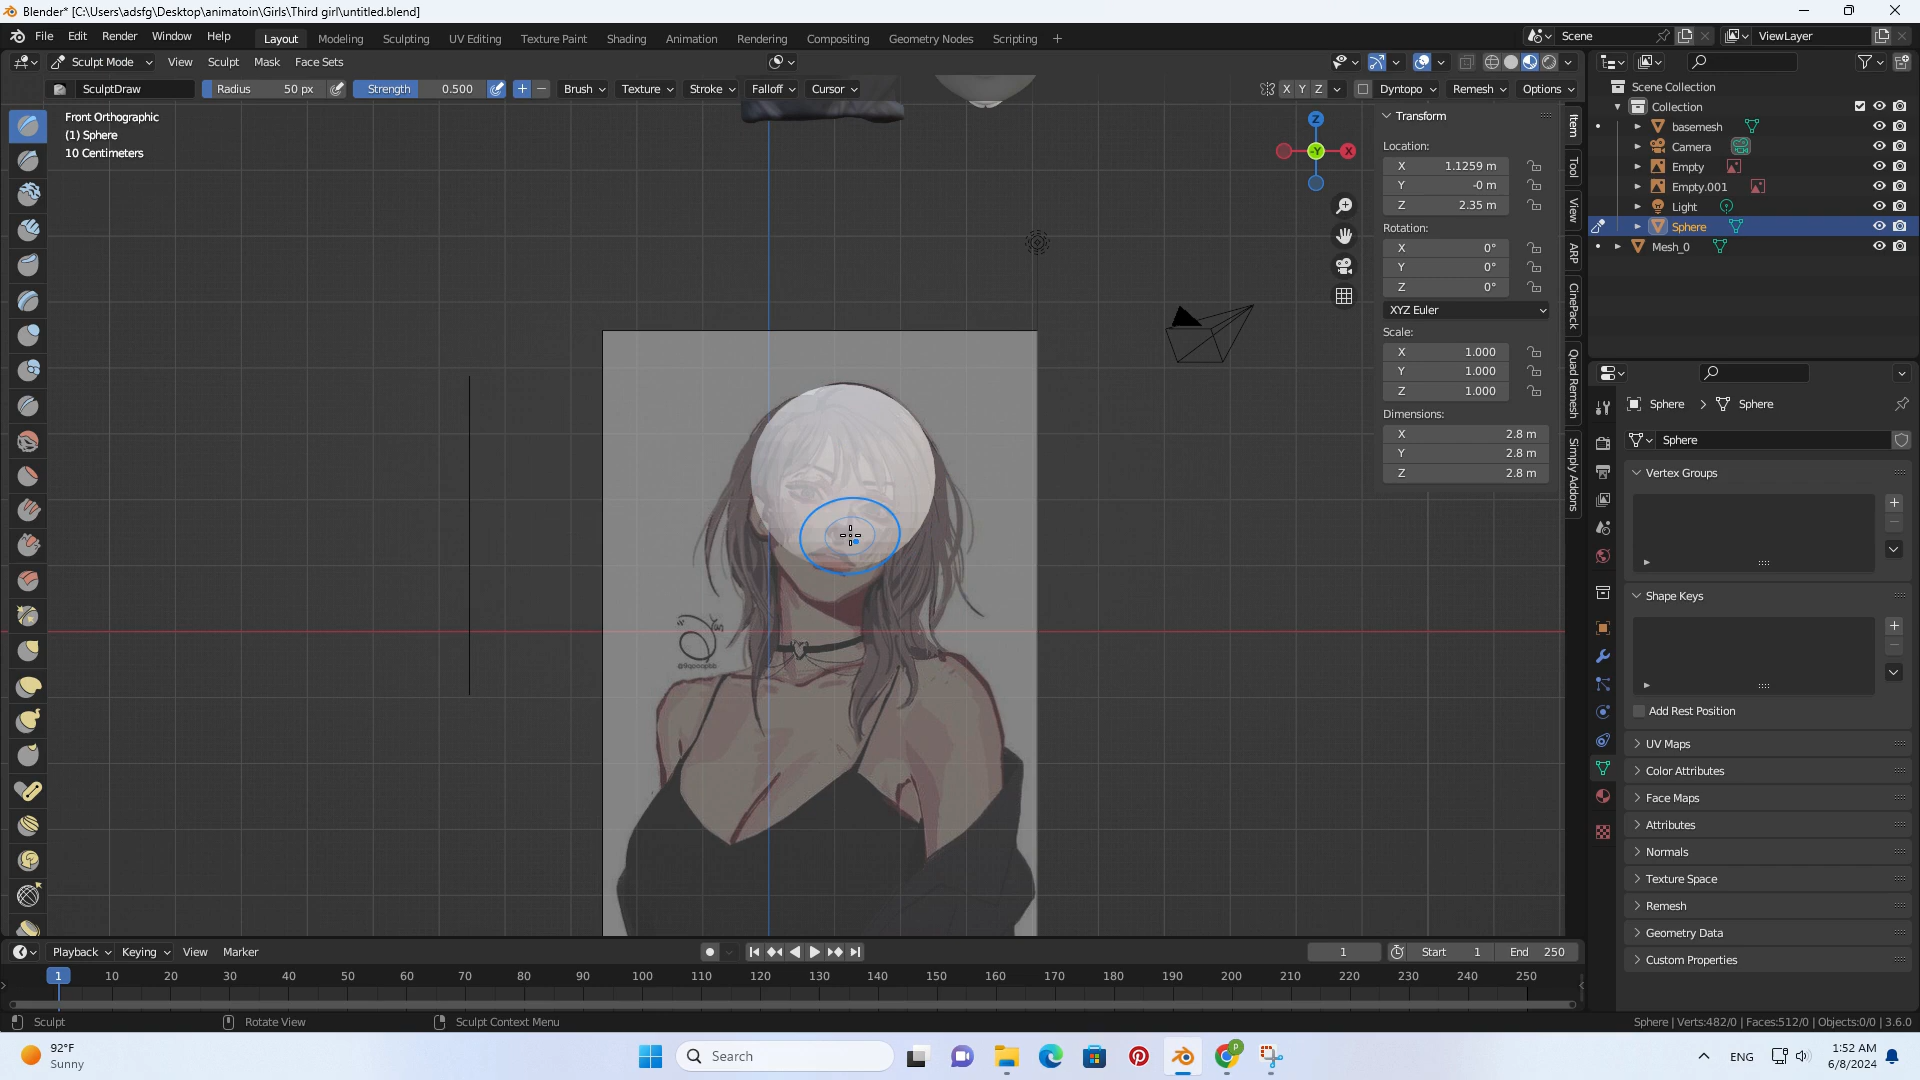 Blender* [C:\Users\adsfg\Desktop\animatoin\Girls\Third girl\untitled.blend]
File Edit Render Window Help
Layout Modeling Sculpting UV Editing Texture Paint Shading Animation Rendering Compositing Geometry Nodes Scripting +
Scene
ViewLayer
Sculpt Mode View Sculpt Mask Face Sets
SculptDraw Radius 50 px Strength 0.500 Brush Texture Stroke Falloff Cursor X Y Z Dyntopo Remesh Options
Front Orthographic
(1) Sphere
10 Centimeters
Z
-Y
X
Transform
Location:
X 1.1259 m
Y -0 m
Z 2.35 m
Rotation:
X 0°
Y 0°
Z 0°
XYZ Euler
Scale:
X 1.000
Y 1.000
Z 1.000
Dimensions:
X 2.8 m
Y 2.8 m
Z 2.8 m
Item
Tool
View
ARP
CinePack
Quad Remesh
Simply Addons
Scene Collection
Collection
basemesh
Camera
Empty
Empty.001
Light
Sphere
Mesh_0
Sphere > Sphere
Sphere
Vertex Groups
Shape Keys
Add Rest Position
UV Maps
Color Attributes
Face Maps
Attributes
Normals
Texture Space
Remesh
Geometry Data
Custom Properties
Yan
Playback Keying View Marker
1 Start 1 End 250
1 10 20 30 40 50 60 70 80 90 100 110 120 130 140 150 160 170 180 190 200 210 220 230 240 250
Sculpt Rotate View Sculpt Context Menu
Sphere | Verts:482/0 | Faces:512/0 | Objects:0/0 | 3.6.0
92°F
Sunny
Search
P
ENG
1:52 AM
6/8/2024